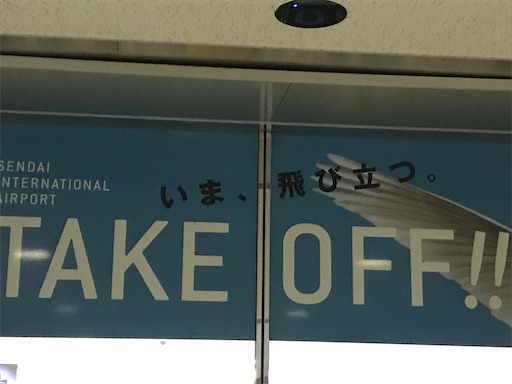 SENDAI
INTERNATIONAL
AIRPORT
いま、飛び立つ。
TAKE OFF!!